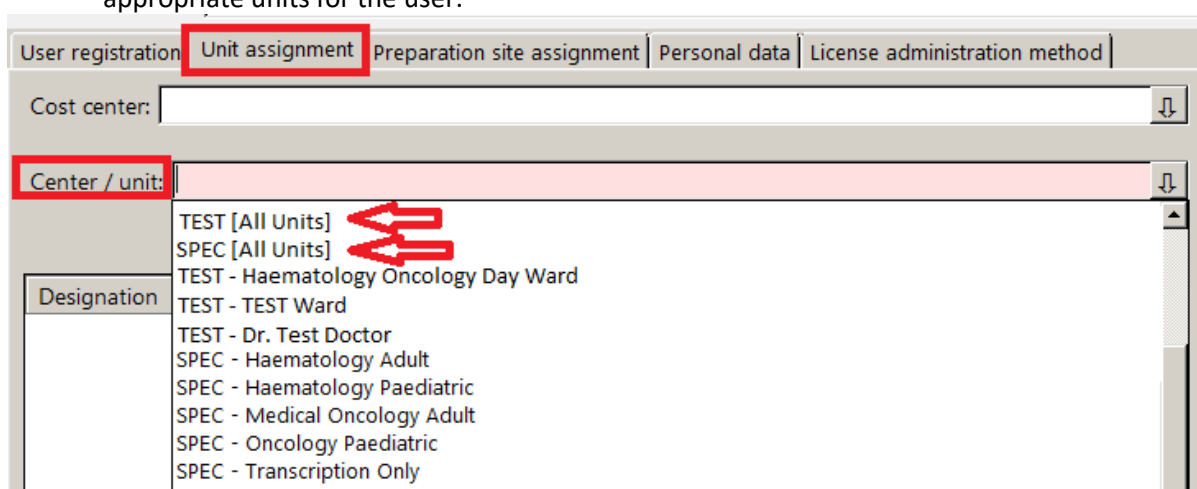 appropriate units for the user.
User registration Unit assignment Preparation site assignment Personal data License administration method
Cost center:
Center / unit:
TEST [All Units]
SPEC [All Units]
TEST - Haematology Oncology Day Ward
Designation
TEST - TEST Ward
TEST - Dr. Test Doctor
SPEC - Haematology Adult
SPEC - Haematology Paediatric
SPEC - Medical Oncology Adult
SPEC - Oncology Paediatric
SPEC - Transcription Only